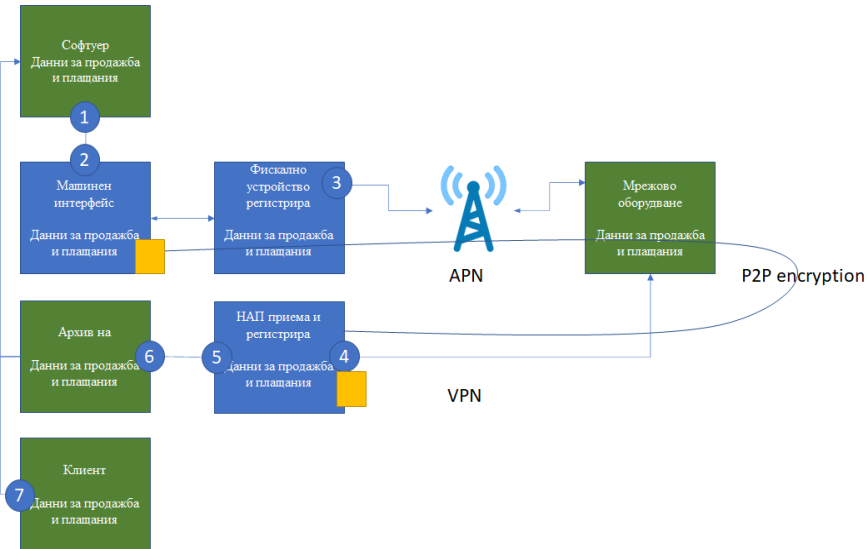 Софтуер
Данни за продажба
и плащания
1
2
Машинен
интерфейс
Данни за продажба
и плащания
Фискално
устройство
регистрира
3
Данни за продажба
и плащания
APN
Мрежово
оборудване
Данни за продажба
и плащания
P2P encryption
Архив на
6
Данни за продажба
и плащания
НАП приема и
регистрира
5
4
Данни за продажба
и плащания
VPN
Клиент
7
Данни за продажба
и плащания